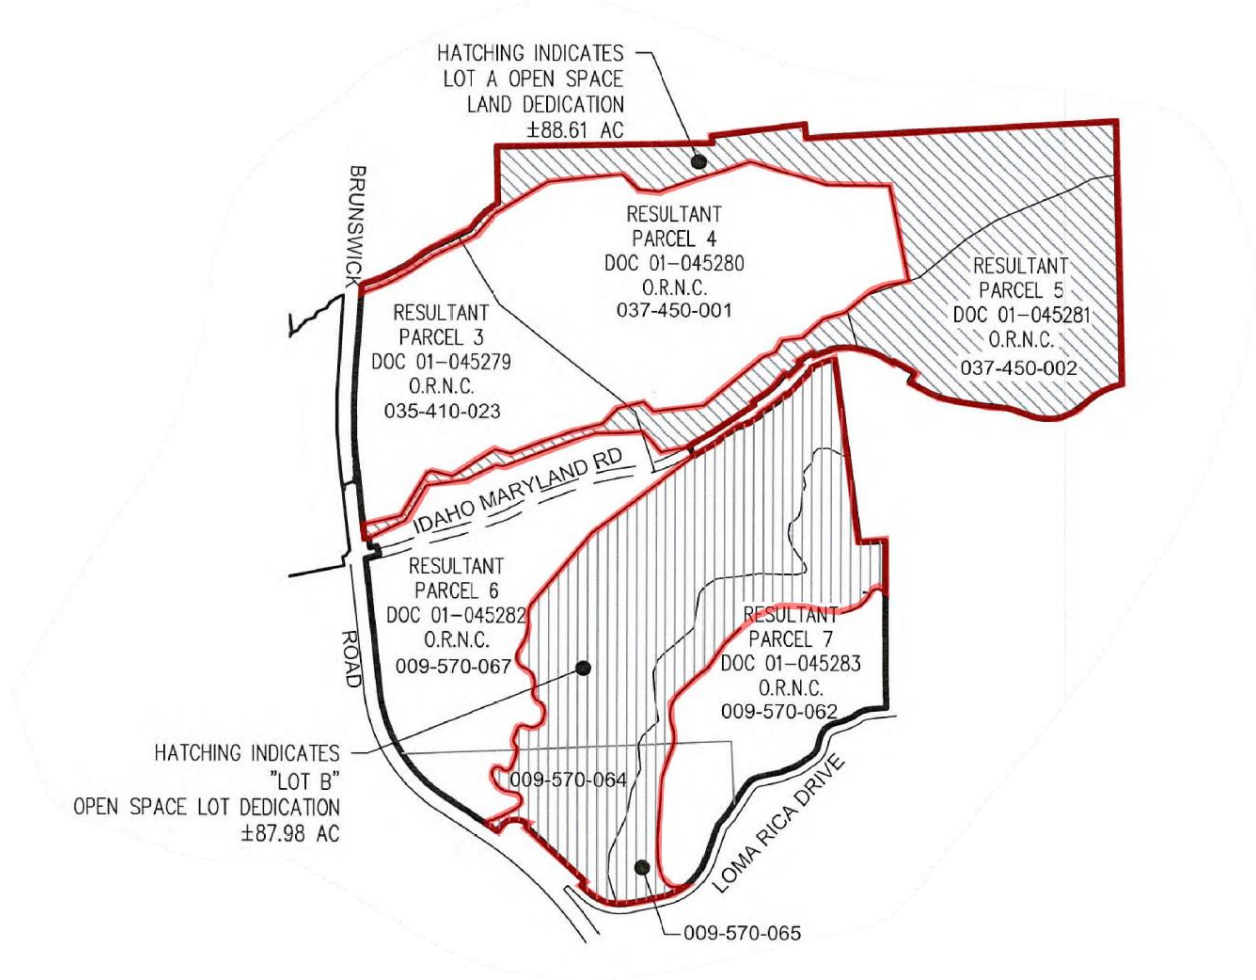 HATCHING INDICATES
LOT A OPEN SPACE
LAND DEDICATION
±88.61 AC
BRUNSWICK
RESULTANT
PARCEL 4
DOC 01-045280
O.R.N.C.
037-450-001
RESULTANT
PARCEL 5
DOC 01-045281
O.R.N.C.
037-450-002
RESULTANT
PARCEL 3
DOC 01-045279
O.R.N.C.
035-410-023
IDAHO MARYLAND RD
RESULTANT
PARCEL 6
DOC 01-045282
O.R.N.C.
009-570-067
ROAD
RESULTANT
PARCEL 7
DOC 01-045283
O.R.N.C.
009-570-062
HATCHING INDICATES
"LOT B"
OPEN SPACE LOT DEDICATION
±87.98 AC
009-570-064
LOMA RICA DRIVE
009-570-065